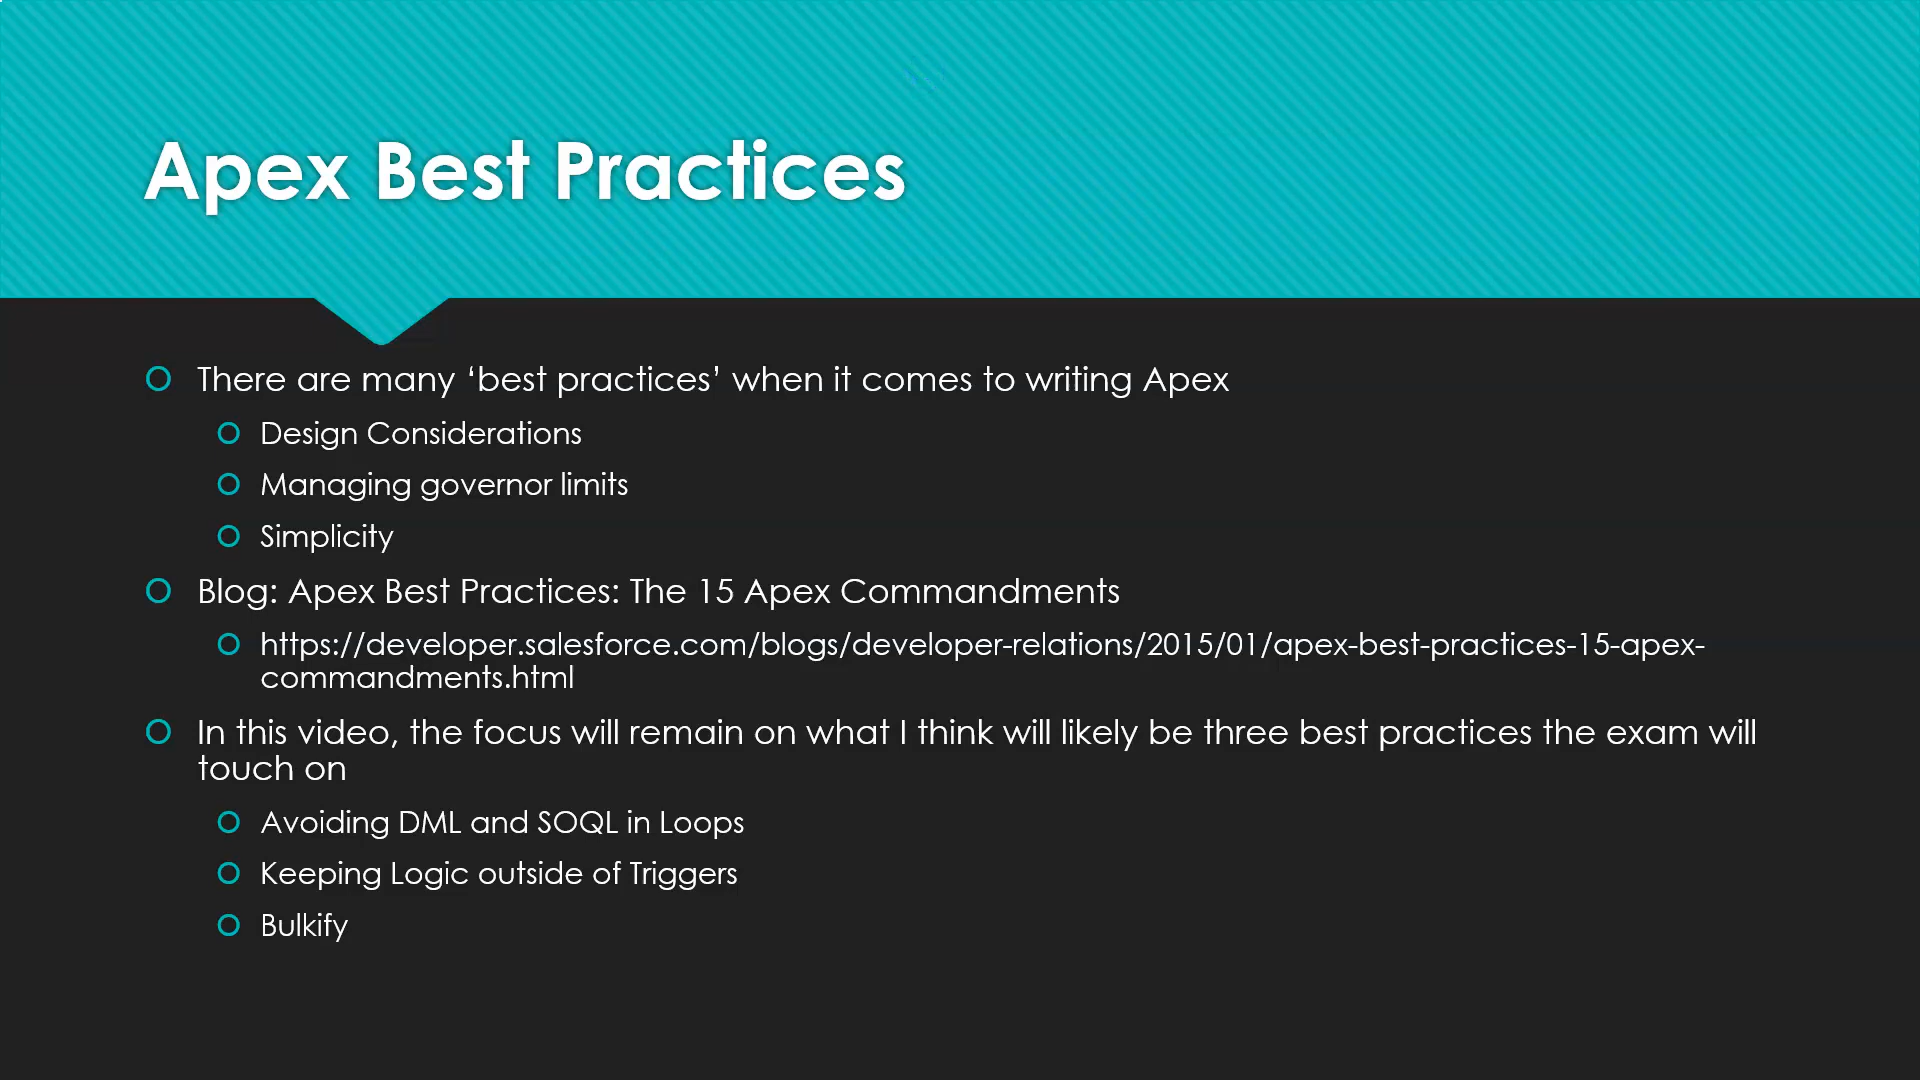 Apex Best Practices
There are many ‘best practices’ when it comes to writing Apex
Design Considerations
Managing governor limits
Simplicity
Blog: Apex Best Practices: The 15 Apex Commandments
https://developer.salesforce.com/blogs/developer-relations/2015/01/apex-best-practices-15-apex-
commandments.html
In this video, the focus will remain on what I think will likely be three best practices the exam will
touch on
Avoiding DML and SOQL in Loops
Keeping Logic outside of Triggers
Bulkify